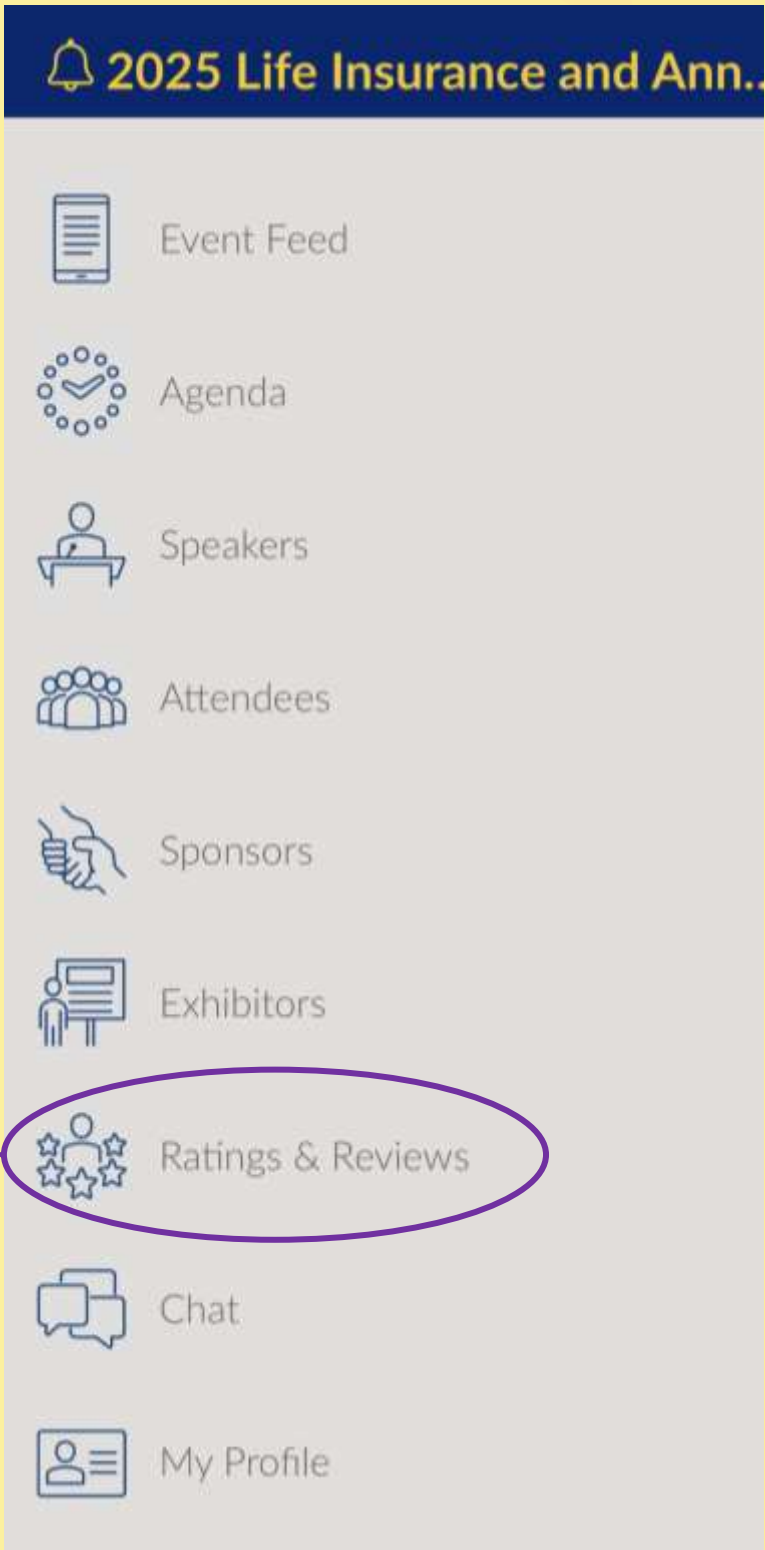 2025 Life Insurance and Ann..
Event Feed
Agenda
Speakers
Attendees
Sponsors
Exhibitors
Ratings & Reviews
Chat
My Profile